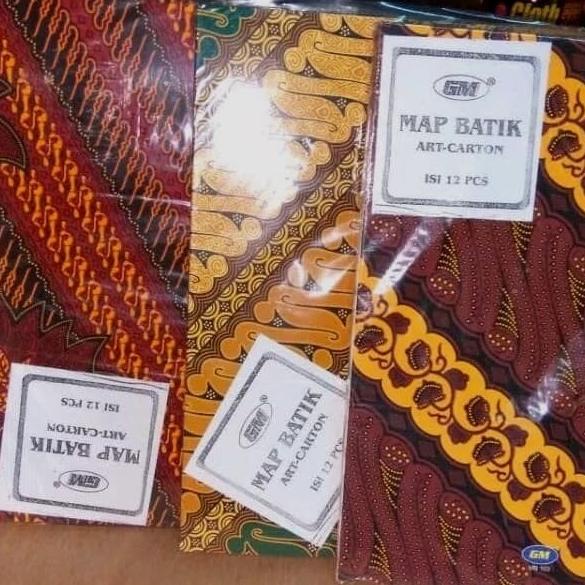 Cloth
GM®
MAP BATIK
ART-CARTON
ISI 12 PCS
GM
MAP BATIK
ART-CARTON
ISI 12 PCS
GM
MAP BATIK
ART-CARTON
ISI 12 PCS
GM